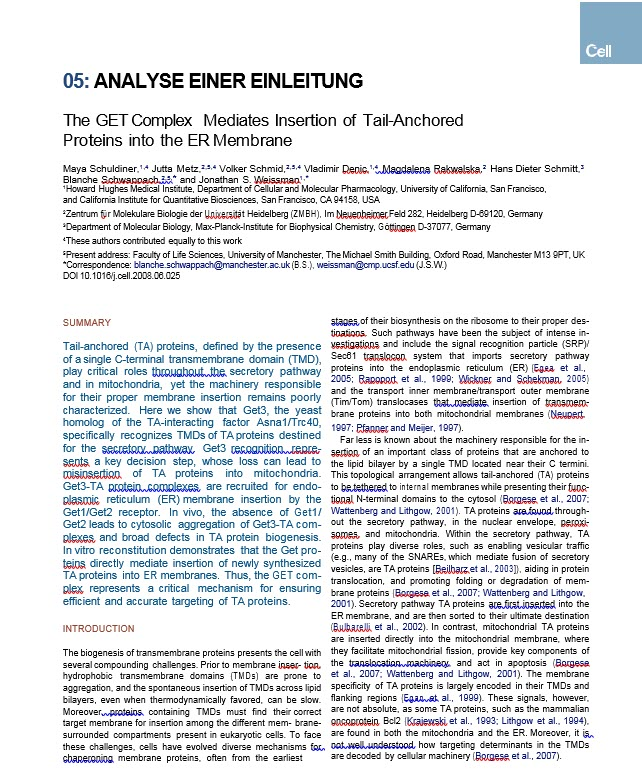 Cell
05: ANALYSE EINER EINLEITUNG
The GET Complex Mediates Insertion of Tail-Anchored
Proteins into the ER Membrane
Maya Schuldiner,1,4 Jutta Metz,2,5,4 Volker Schmid,2,5,4 Vladimir Denic,1,4 Magdalena Rakwalska,2 Hans Dieter Schmitt,3
Blanche Schwappach,2,5,* and Jonathan S. Weissman1,*
1Howard Hughes Medical Institute, Department of Cellular and Molecular Pharmacology, University of California, San Francisco,
and California Institute for Quantitative Biosciences, San Francisco, CA 94158, USA
2Zentrum für Molekulare Biologie der Universität Heidelberg (ZMBH), Im Neuenheimer Feld 282, Heidelberg D-69120, Germany
3Department of Molecular Biology, Max-Planck-Institute for Biophysical Chemistry, Göttingen D-37077, Germany
4These authors contributed equally to this work
5Present address: Faculty of Life Sciences, University of Manchester, The Michael Smith Building, Oxford Road, Manchester M13 9PT, UK
*Correspondence: blanche.schwappach@manchester.ac.uk (B.S.), weissman@cmp.ucsf.edu (J.S.W.)
DOI 10.1016/j.cell.2008.06.025
SUMMARY
Tail-anchored (TA) proteins, defined by the presence
of a single C-terminal transmembrane domain (TMD),
play critical roles throughout the secretory pathway
and in mitochondria, yet the machinery responsible
for their proper membrane insertion remains poorly
characterized. Here we show that Get3, the yeast
homolog of the TA-interacting factor Asna1/Trc40,
specifically recognizes TMDs of TA proteins destined
for the secretory pathway. Get3 recognition repre-
sents a key decision step, whose loss can lead to
misinsertion of TA proteins into mitochondria.
Get3-TA protein complexes are recruited for endo-
plasmic reticulum (ER) membrane insertion by the
Get1/Get2 receptor. In vivo, the absence of Get1/
Get2 leads to cytosolic aggregation of Get3-TA com-
plexes and broad defects in TA protein biogenesis.
In vitro reconstitution demonstrates that the Get pro-
teins directly mediate insertion of newly synthesized
TA proteins into ER membranes. Thus, the GET com-
plex represents a critical mechanism for ensuring
efficient and accurate targeting of TA proteins.
INTRODUCTION
The biogenesis of transmembrane proteins presents the cell with
several compounding challenges. Prior to membrane inser- tion,
hydrophobic transmembrane domains (TMDs) are prone to
aggregation, and the spontaneous insertion of TMDs across lipid
bilayers, even when thermodynamically favored, can be slow.
Moreover, proteins containing TMDs must find their correct
target membrane for insertion among the different mem- brane-
surrounded compartments present in eukaryotic cells. To face
these challenges, cells have evolved diverse mechanisms for
chaperoning membrane proteins, often from the earliest
stages of their biosynthesis on the ribosome to their proper des-
tinations. Such pathways have been the subject of intense in-
vestigations and include the signal recognition particle (SRP)/
Sec61 translocon system that imports secretory pathway
proteins into the endoplasmic reticulum (ER) (Egea et al.,
2005; Rapoport et al., 1999; Wickner and Schekman, 2005)
and the transport inner membrane/transport outer membrane
(Tim/Tom) translocases that mediate insertion of transmem-
brane proteins into both mitochondrial membranes (Neupert,
1997; Pfanner and Meijer, 1997).
Far less is known about the machinery responsible for the in-
sertion of an important class of proteins that are anchored to
the lipid bilayer by a single TMD located near their C termini.
This topological arrangement allows tail-anchored (TA) proteins
to be tethered to internal membranes while presenting their func-
tional N-terminal domains to the cytosol (Borgese et al., 2007;
Wattenberg and Lithgow, 2001). TA proteins are found through-
out the secretory pathway, in the nuclear envelope, peroxi-
somes, and mitochondria. Within the secretory pathway, TA
proteins play diverse roles, such as enabling vesicular traffic
(e.g., many of the SNAREs, which mediate fusion of secretory
vesicles, are TA proteins [Beilharz et al., 2003]), aiding in protein
translocation, and promoting folding or degradation of mem-
brane proteins (Borgese et al., 2007; Wattenberg and Lithgow,
2001). Secretory pathway TA proteins are first inserted into the
ER membrane, and are then sorted to their ultimate destination
(Bulbarelli et al., 2002). In contrast, mitochondrial TA proteins
are inserted directly into the mitochondrial membrane, where
they facilitate mitochondrial fission, provide key components of
the translocation machinery, and act in apoptosis (Borgese
et al., 2007; Wattenberg and Lithgow, 2001). The membrane
specificity of TA proteins is largely encoded in their TMDs and
flanking regions (Egan et al., 1999). These signals, however,
are not absolute, as some TA proteins, such as the mammalian
oncoprotein Bcl2 (Krajewski et al., 1993; Lithgow et al., 1994),
are found in both the mitochondria and the ER. Moreover, it is
not well understood how targeting determinants in the TMDs
are decoded by cellular machinery (Borgese et al., 2007).